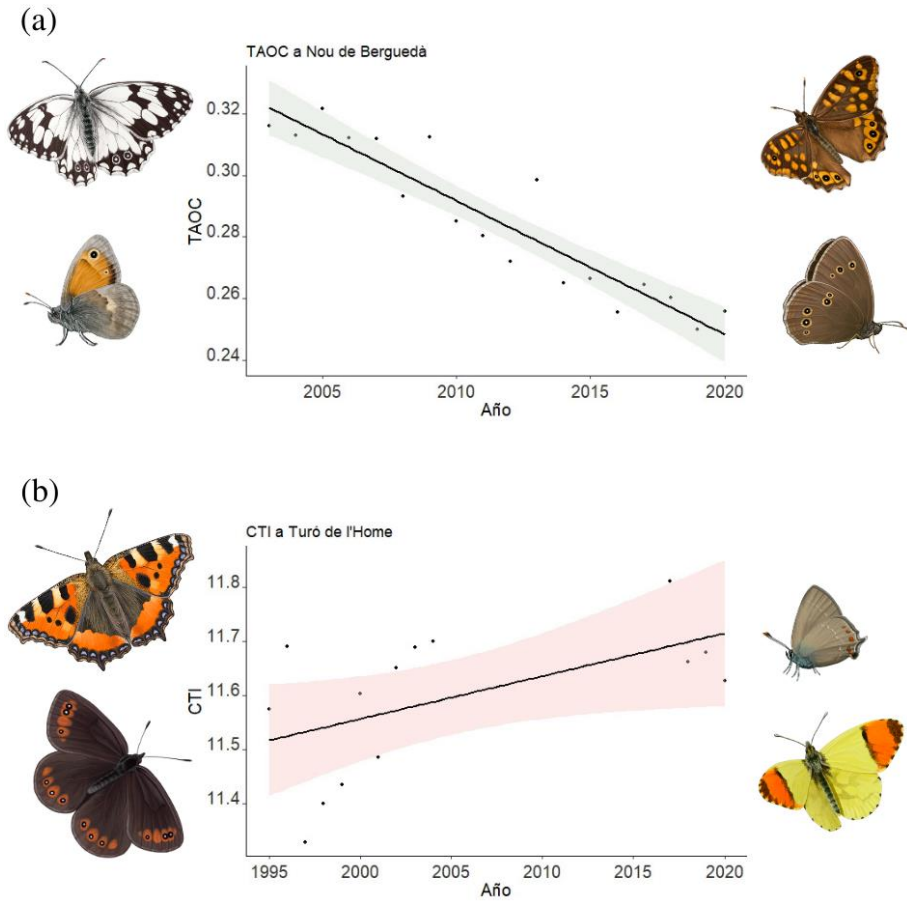 (a)
TAOC a Nou de Berguedà
TAOC
0.32
0.30
0.28
0.26
0.24
2005
2010
2015
2020
Año
(b)
CTI a Turó de l'Home
CTI
11.8
11.7
11.6
11.5
11.4
1995
2000
2005
2010
2015
2020
Año